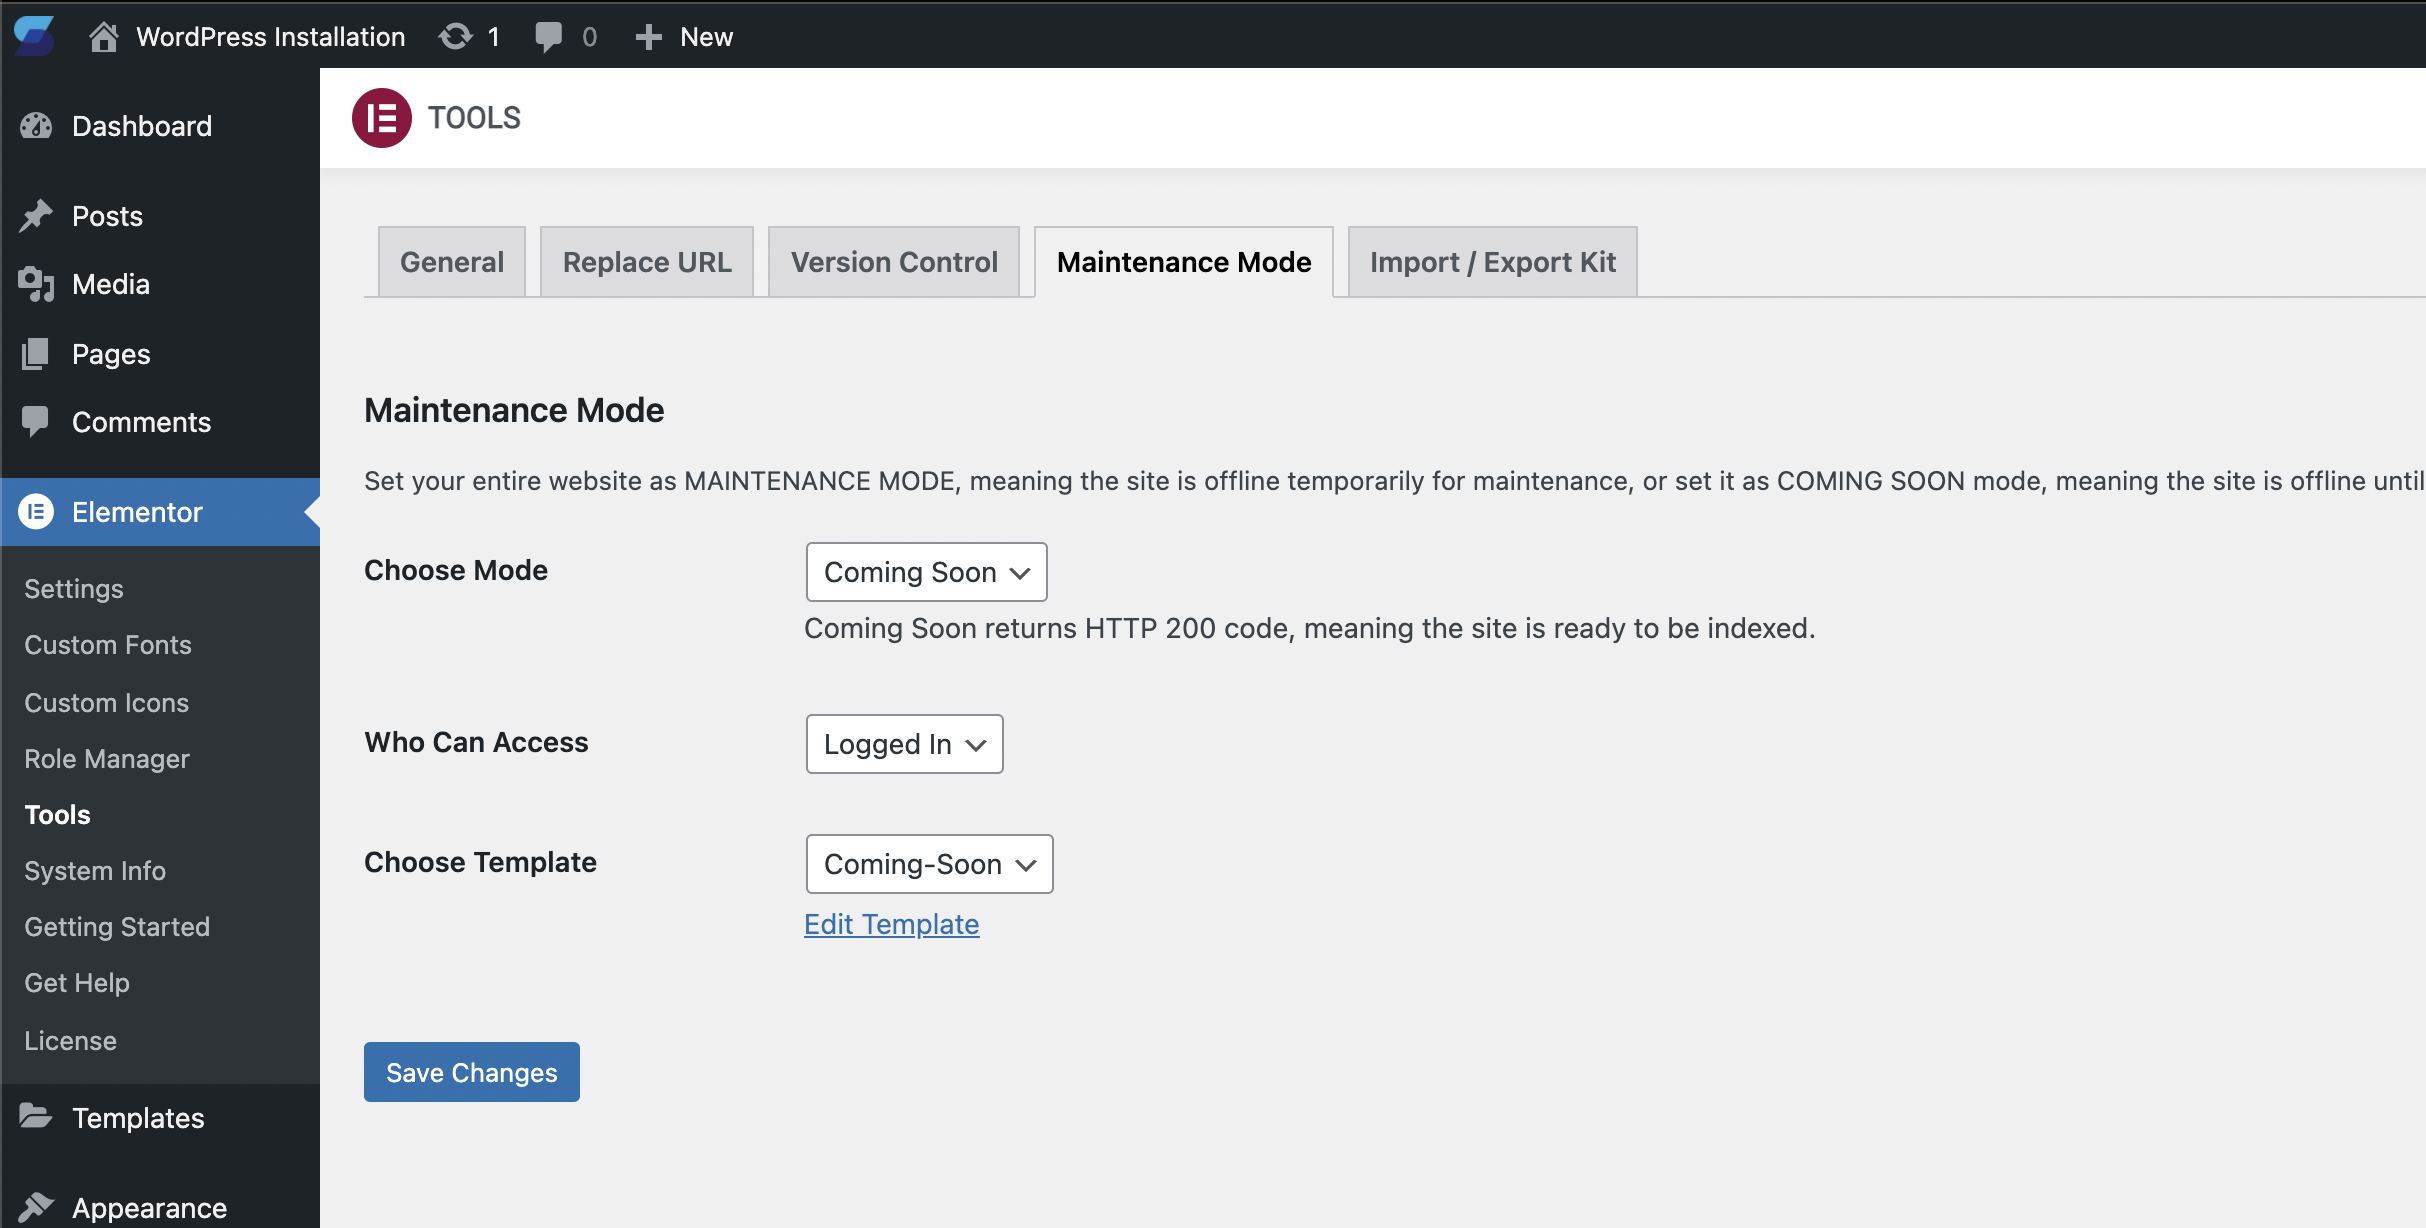 WordPress Installation 1 0 New
Dashboard
Posts
Media
Pages
Comments
Elementor
Settings
Custom Fonts
Custom Icons
Role Manager
Tools
System Info
Getting Started
Get Help
License
Templates
Appearance
TOOLS
General Replace URL Version Control Maintenance Mode Import / Export Kit
Maintenance Mode
Set your entire website as MAINTENANCE MODE, meaning the site is offline temporarily for maintenance, or set it as COMING SOON mode, meaning the site is offline until
Choose Mode Coming Soon
Coming Soon returns HTTP 200 code, meaning the site is ready to be indexed.
Who Can Access Logged In
Choose Template Coming-Soon
Edit Template
Save Changes